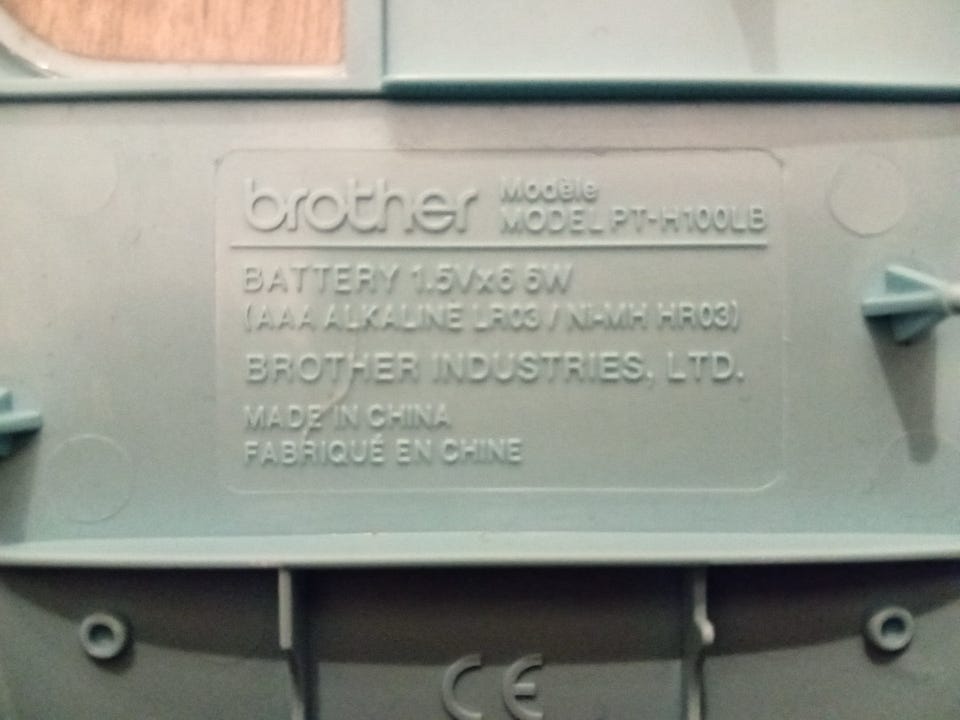 brother
Modèle
MODEL PT-H100LB
BATTERY 1.5Vx6 6W
(AAA ALKALINE LR03 / Ni-MH HR03)
BROTHER INDUSTRIES, LTD.
MADE IN CHINA
FABRIQUÉ EN CHINE
CE